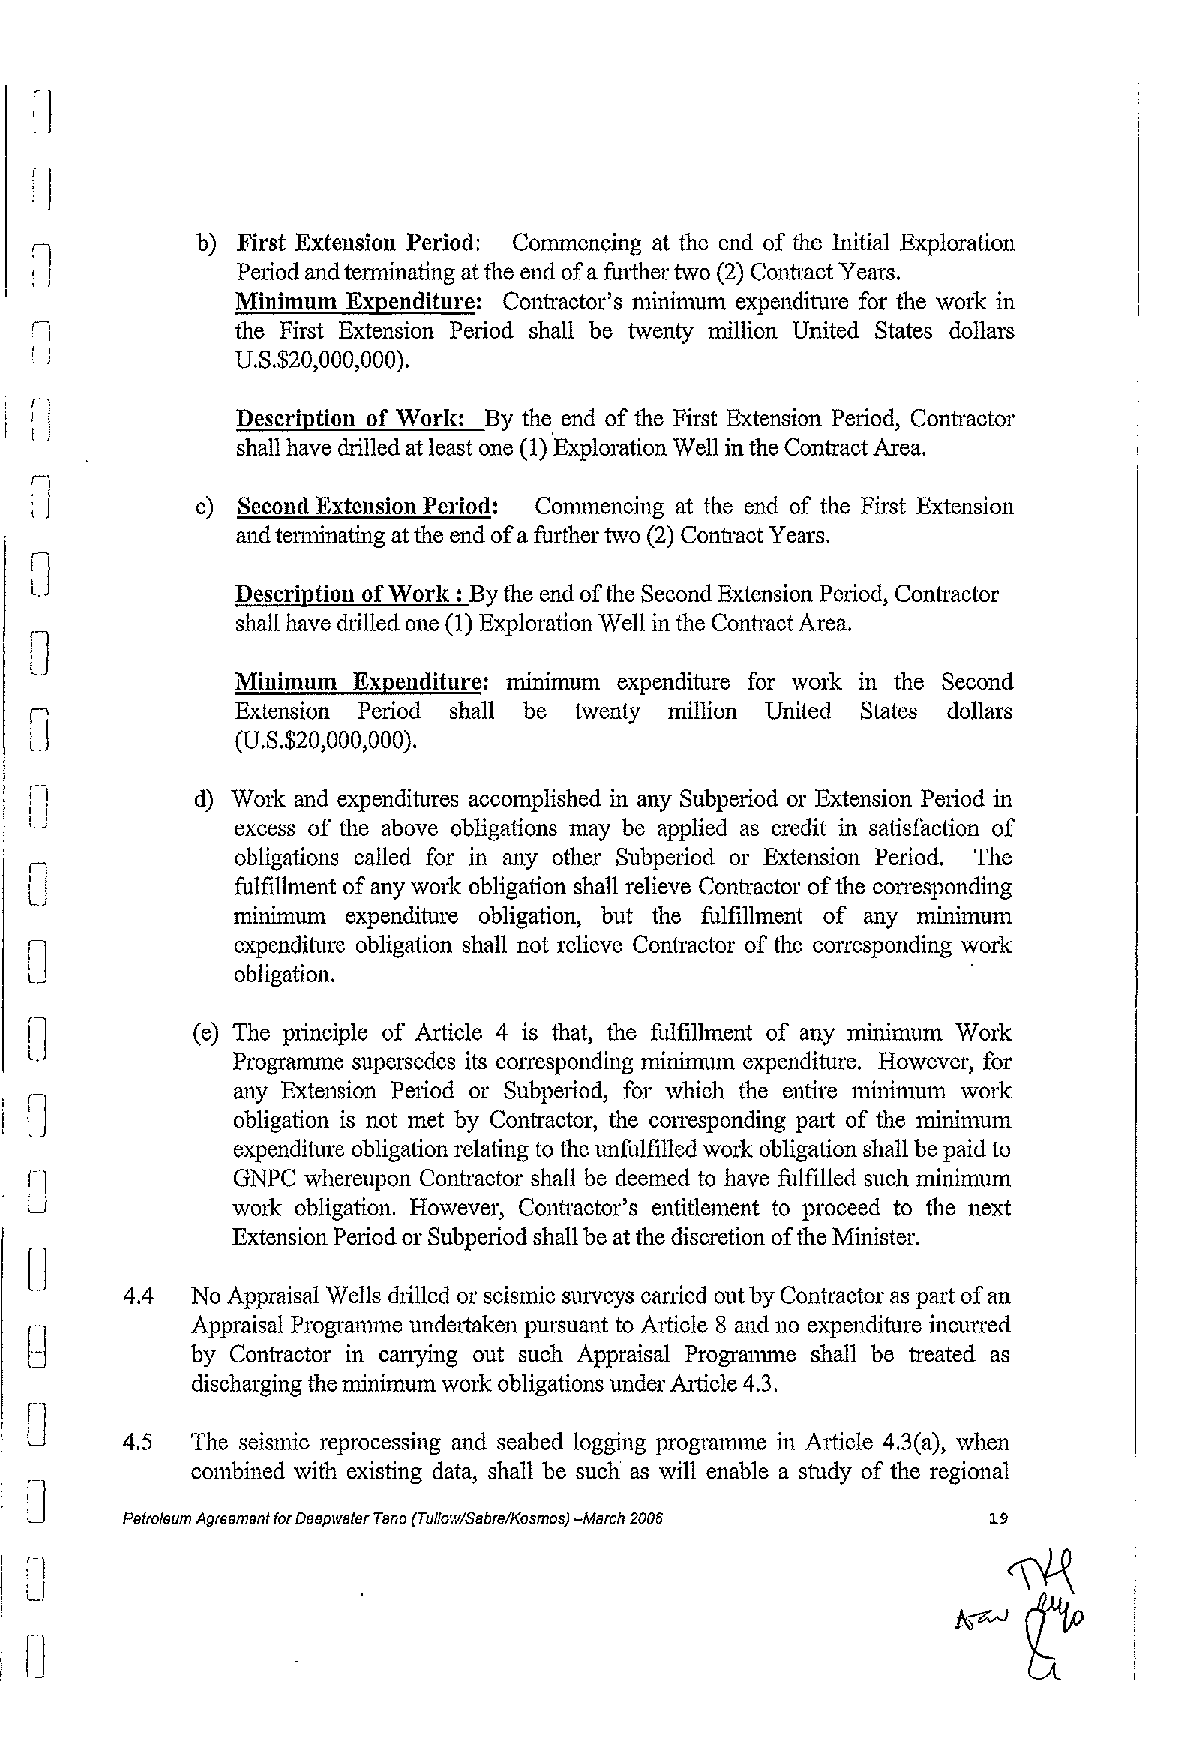 b) First Extension Period: Commencing at the end of the Initial Exploration
Period and terminating at the end of a further two (2) Contract Years.
Minimum Expenditure: Contractor's minimum expenditure for the work in
the First Extension Period shall be twenty million United States dollars
U.S.$20,000,000).
Description of Work: By the end of the First Extension Period, Contractor
shall have drilled at least one (1) Exploration Well in the Contract Area.
c) Second Extension Period: Commencing at the end of the First Extension
and terminating at the end of a further two (2) Contract Years.
Description of Work : By the end of the Second Extension Period, Contractor
shall have drilled one (1) Exploration Well in the Contract Area.
Minimum Expenditure: minimum expenditure for work in the Second
Extension Period shall be twenty million United States dollars
(U.S.$20,000,000).
d) Work and expenditures accomplished in any Subperiod or Extension Period in
excess of the above obligations may be applied as credit in satisfaction of
obligations called for in any other Subperiod or Extension Period. The
fulfillment of any work obligation shall relieve Contractor of the corresponding
minimum expenditure obligation, but the fulfillment of any minimum
expenditure obligation shall not relieve Contractor of the corresponding work
obligation.
(e) The principle of Article 4 is that, the fulfillment of any minimum Work
Programme supersedes its corresponding minimum expenditure. However, for
any Extension Period or Subperiod, for which the entire minimum work
obligation is not met by Contractor, the corresponding part of the minimum
expenditure obligation relating to the unfulfilled work obligation shall be paid to
GNPC whereupon Contractor shall be deemed to have fulfilled such minimum
work obligation. However, Contractor's entitlement to proceed to the next
Extension Period or Subperiod shall be at the discretion of the Minister.
4.4 No Appraisal Wells drilled or seismic surveys carried out by Contractor as part of an
Appraisal Programme undertaken pursuant to Article 8 and no expenditure incurred
by Contractor in carrying out such Appraisal Programme shall be treated as
discharging the minimum work obligations under Article 4.3.
4.5 The seismic reprocessing and seabed logging programme in Article 4.3(a), when
combined with existing data, shall be such as will enable a study of the regional
Petroleum Agreement for Deepwater Tano (Tullow/Sabre/Kosmos) –March 2006 19